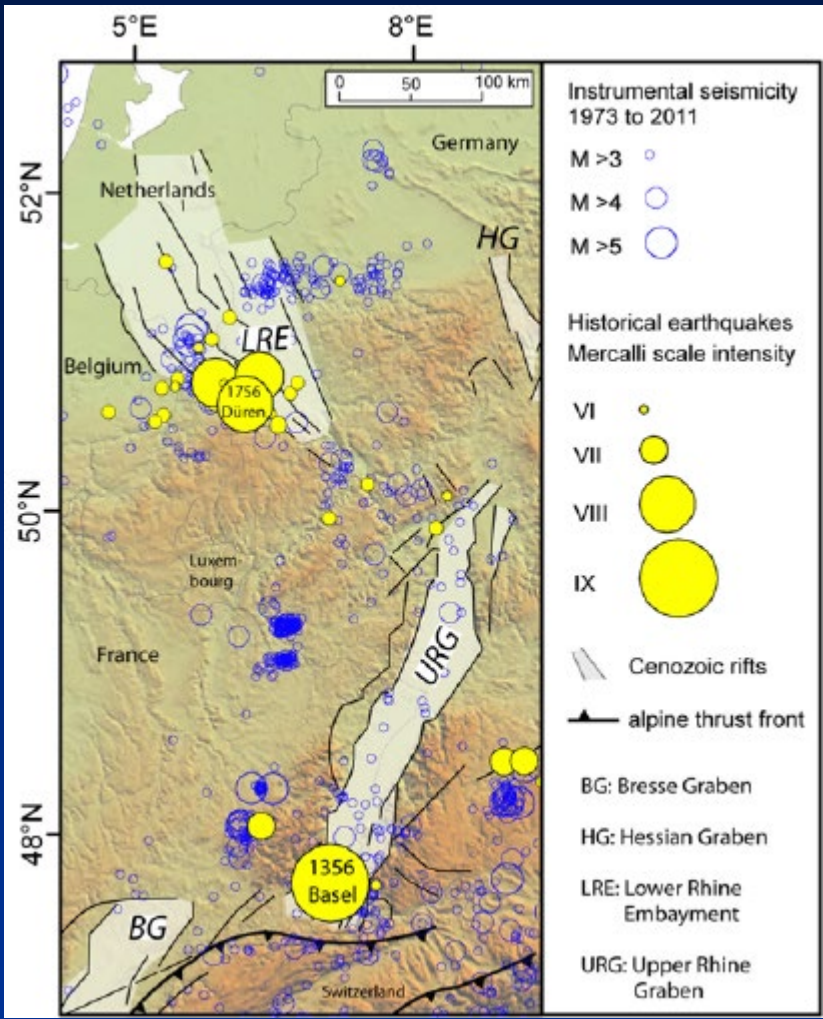 5°E
8°E
0 50 100 km
Germany
52°N
Netherlands
HG
LRE
Belgium
1756
Düren
50°N
Luxem-
bourg
France
URG
48°N
1356
Basel
BG
Switzerland
Instrumental seismicity
1973 to 2011
M >3
M >4
M >5
Historical earthquakes
Mercalli scale intensity
VI
VII
VIII
IX
Cenozoic rifts
alpine thrust front
BG: Bresse Graben
HG: Hessian Graben
LRE: Lower Rhine
Embayment
URG: Upper Rhine
Graben